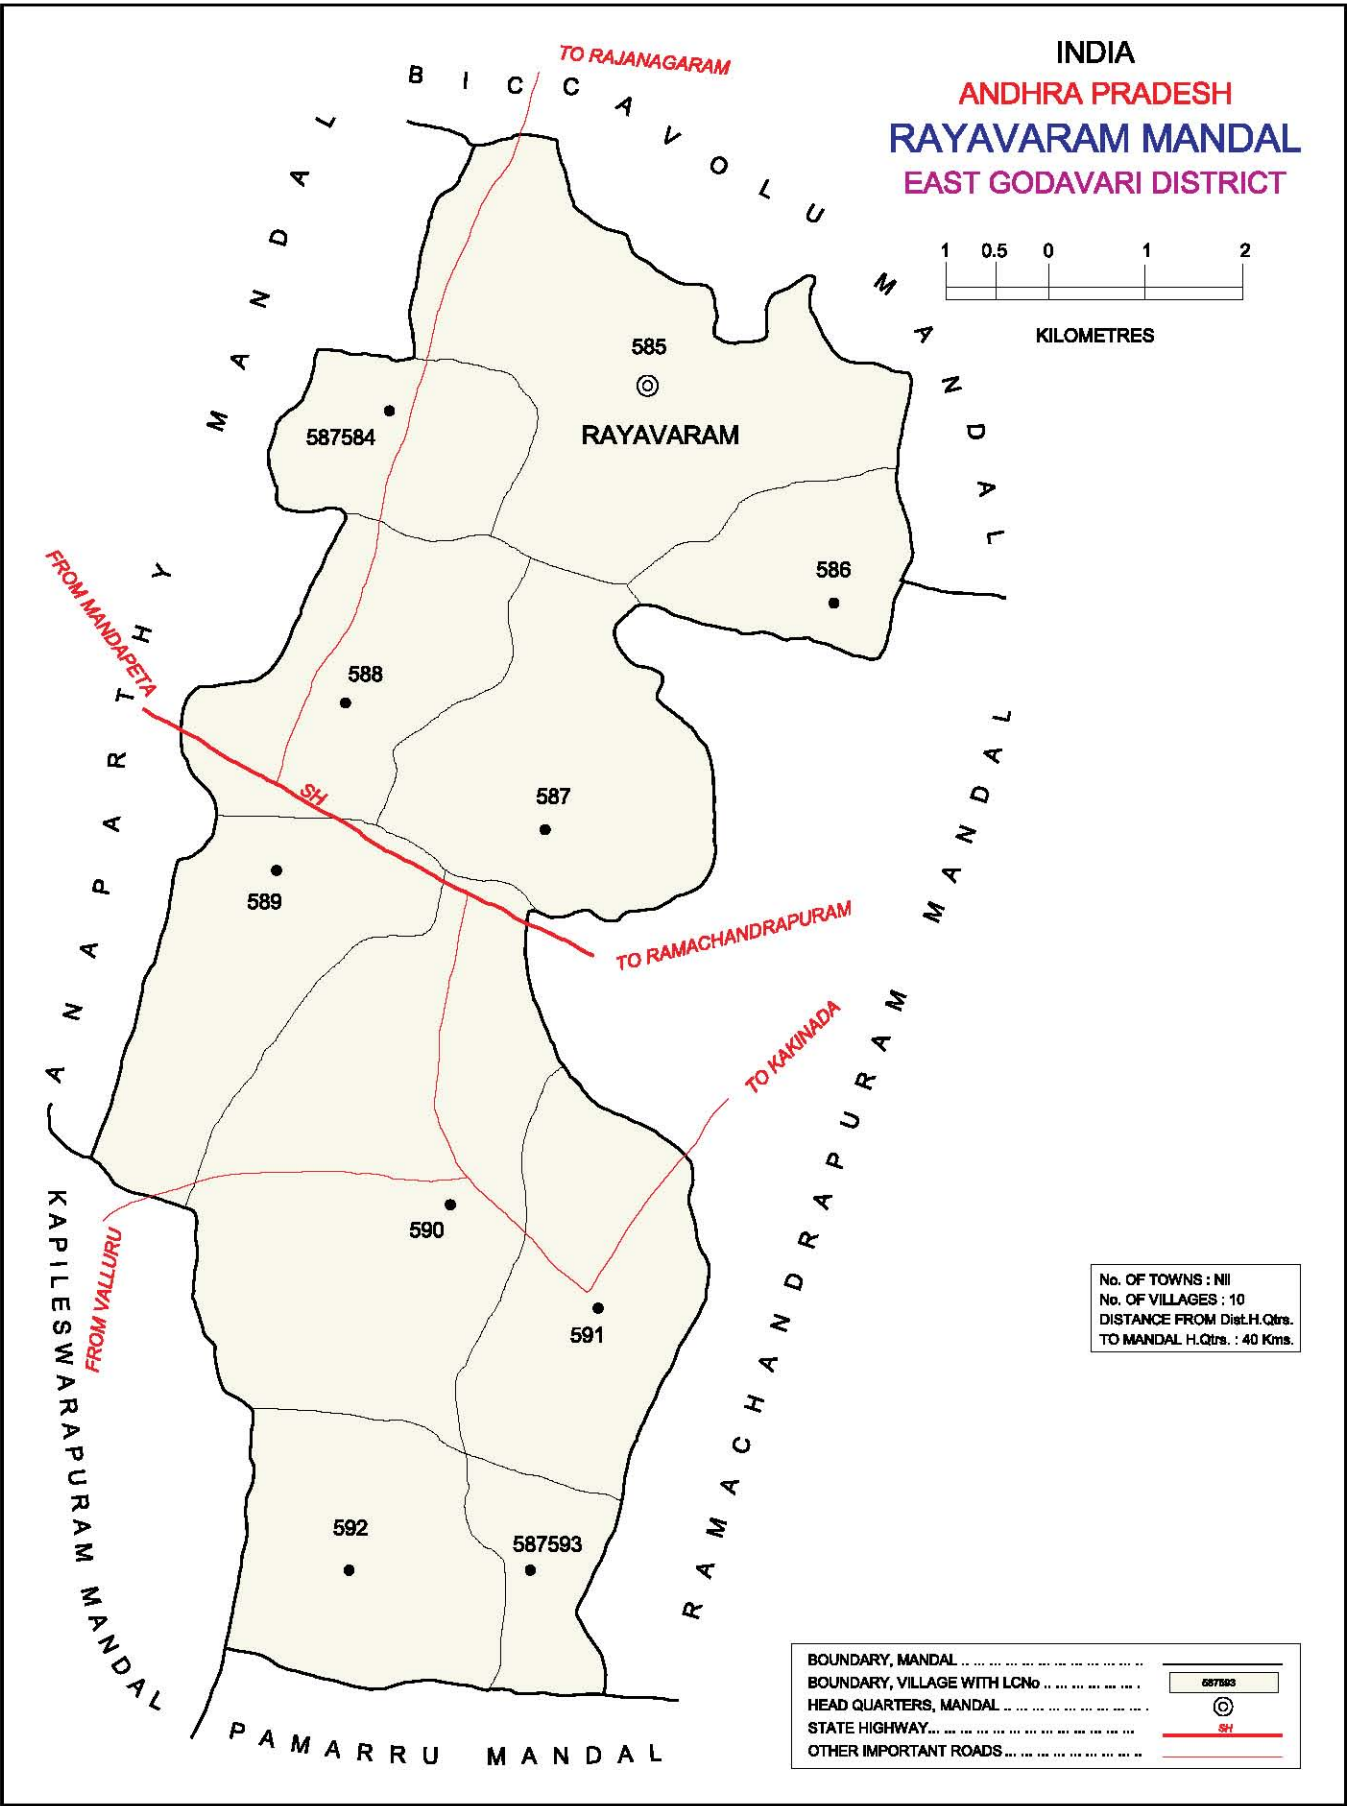 INDIA
ANDHRA PRADESH
RAYAVARAM MANDAL
EAST GODAVARI DISTRICT
1 0.5 0 1 2
KILOMETRES
TO RAJANAGARAM
BICCAVOLU MANDAL
ANAPARTHY MANDAL
585
RAYAVARAM
587584
586
FROM MANDAPETA
588
SH
587
589
TO RAMACHANDRAPURAM
TO KAKINADA
RAMACHANDRAPURAM MANDAL
590
FROM VALLURU
591
KAPILESWARAPURAM MANDAL
592
587593
PAMARRU MANDAL
No. OF TOWNS : Nil
No. OF VILLAGES : 10
DISTANCE FROM Dist.H.Qtrs.
TO MANDAL H.Qtrs. : 40 Kms.
BOUNDARY, MANDAL
BOUNDARY, VILLAGE WITH LCNo 587593
HEAD QUARTERS, MANDAL
STATE HIGHWAY SH
OTHER IMPORTANT ROADS